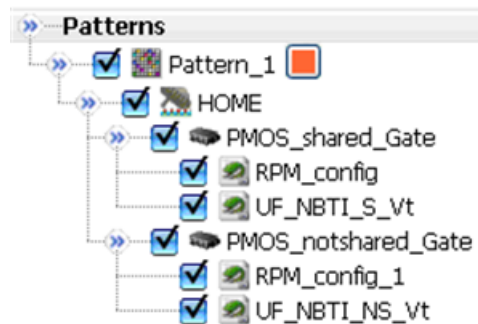 Patterns
Pattern_1
HOME
PMOS_shared_Gate
RPM_config
UF_NBTI_S_Vt
PMOS_notshared_Gate
RPM_config_1
UF_NBTI_NS_Vt